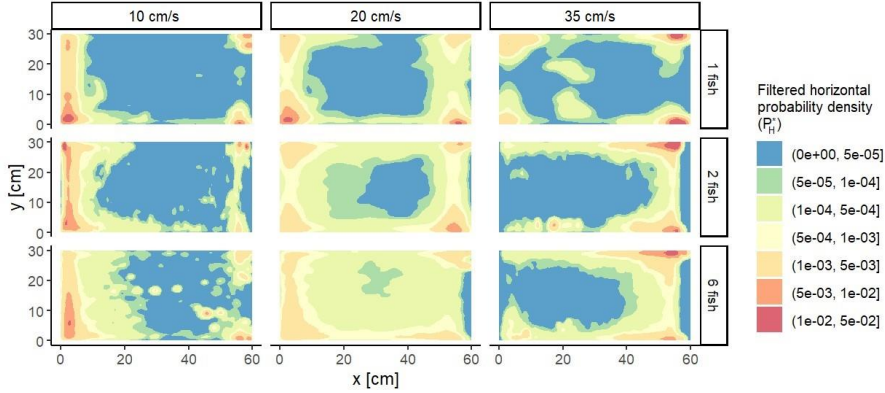 10 cm/s 20 cm/s 35 cm/s
30
20
10
0
1 fish
30
20
10
0
2 fish
30
20
10
0
6 fish
y [cm]
0 20 40 60 0 20 40 60 0 20 40 60
x [cm]
Filtered horizontal
probability density
(P*H)
(0e+00, 5e-05]
(5e-05, 1e-04]
(1e-04, 5e-04]
(5e-04, 1e-03]
(1e-03, 5e-03]
(5e-03, 1e-02]
(1e-02, 5e-02]